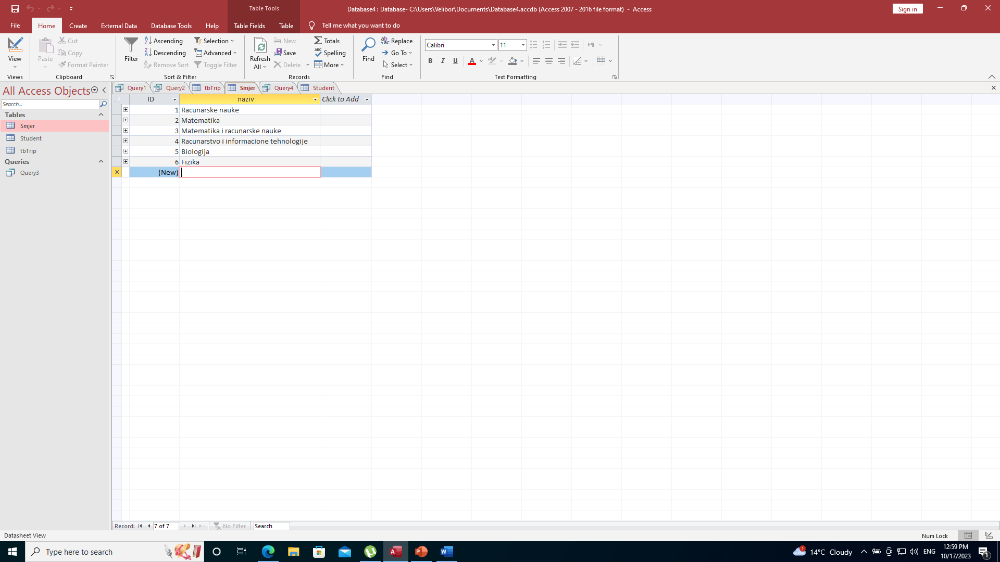 Table Tools
Database4 : Database- C:\Users\Velibor\Documents\Database4.accdb (Access 2007 - 2016 file format)  -  Access
Sign in
File Home Create External Data Database Tools Help Table Fields Table Tell me what you want to do
View
Views
Paste
Cut
Copy
Format Painter
Clipboard
Filter
Ascending
Descending
Remove Sort
Selection
Advanced
Toggle Filter
Sort & Filter
Refresh
All
New
Save
Delete
Totals
Spelling
More
Records
Find
Replace
Go To
Select
Find
Calibri
11
B I U
Text Formatting
All Access Objects
Search...
Tables
Smjer
Student
tbTrip
Queries
Query3
Query1 Query2 tbTrip Smjer Query4 Student
ID naziv Click to Add
1 Racunarske nauke
2 Matematika
3 Matematika i racunarske nauke
4 Racunarstvo i informacione tehnologije
5 Biologija
6 Fizika
(New)
Record: 7 of 7 No Filter Search
Datasheet View
Num Lock
Type here to search
14°C Cloudy
ENG
12:59 PM
10/17/2023
1